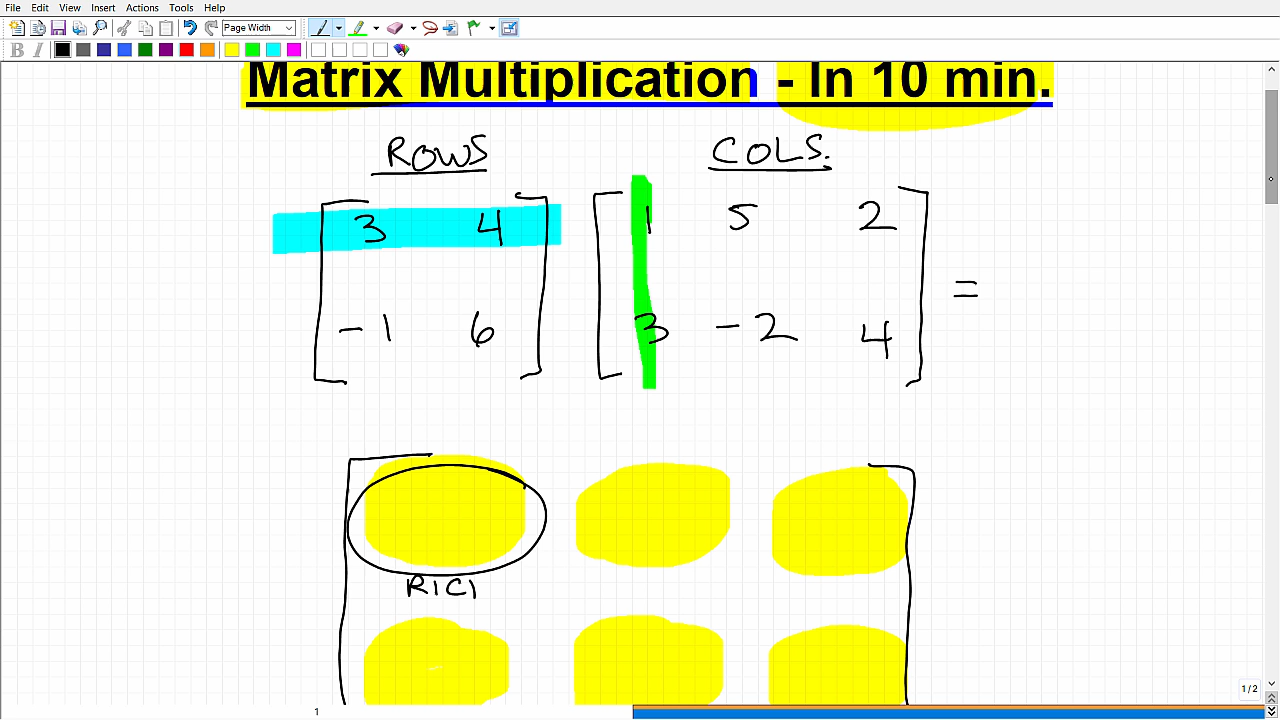 File Edit View Insert Actions Tools Help
Page Width
B I
Matrix Multiplication - In 10 min.
ROWS COLS.
3 4 1 5 2
=
-1 6 3 -2 4
R1C1
1/2
1